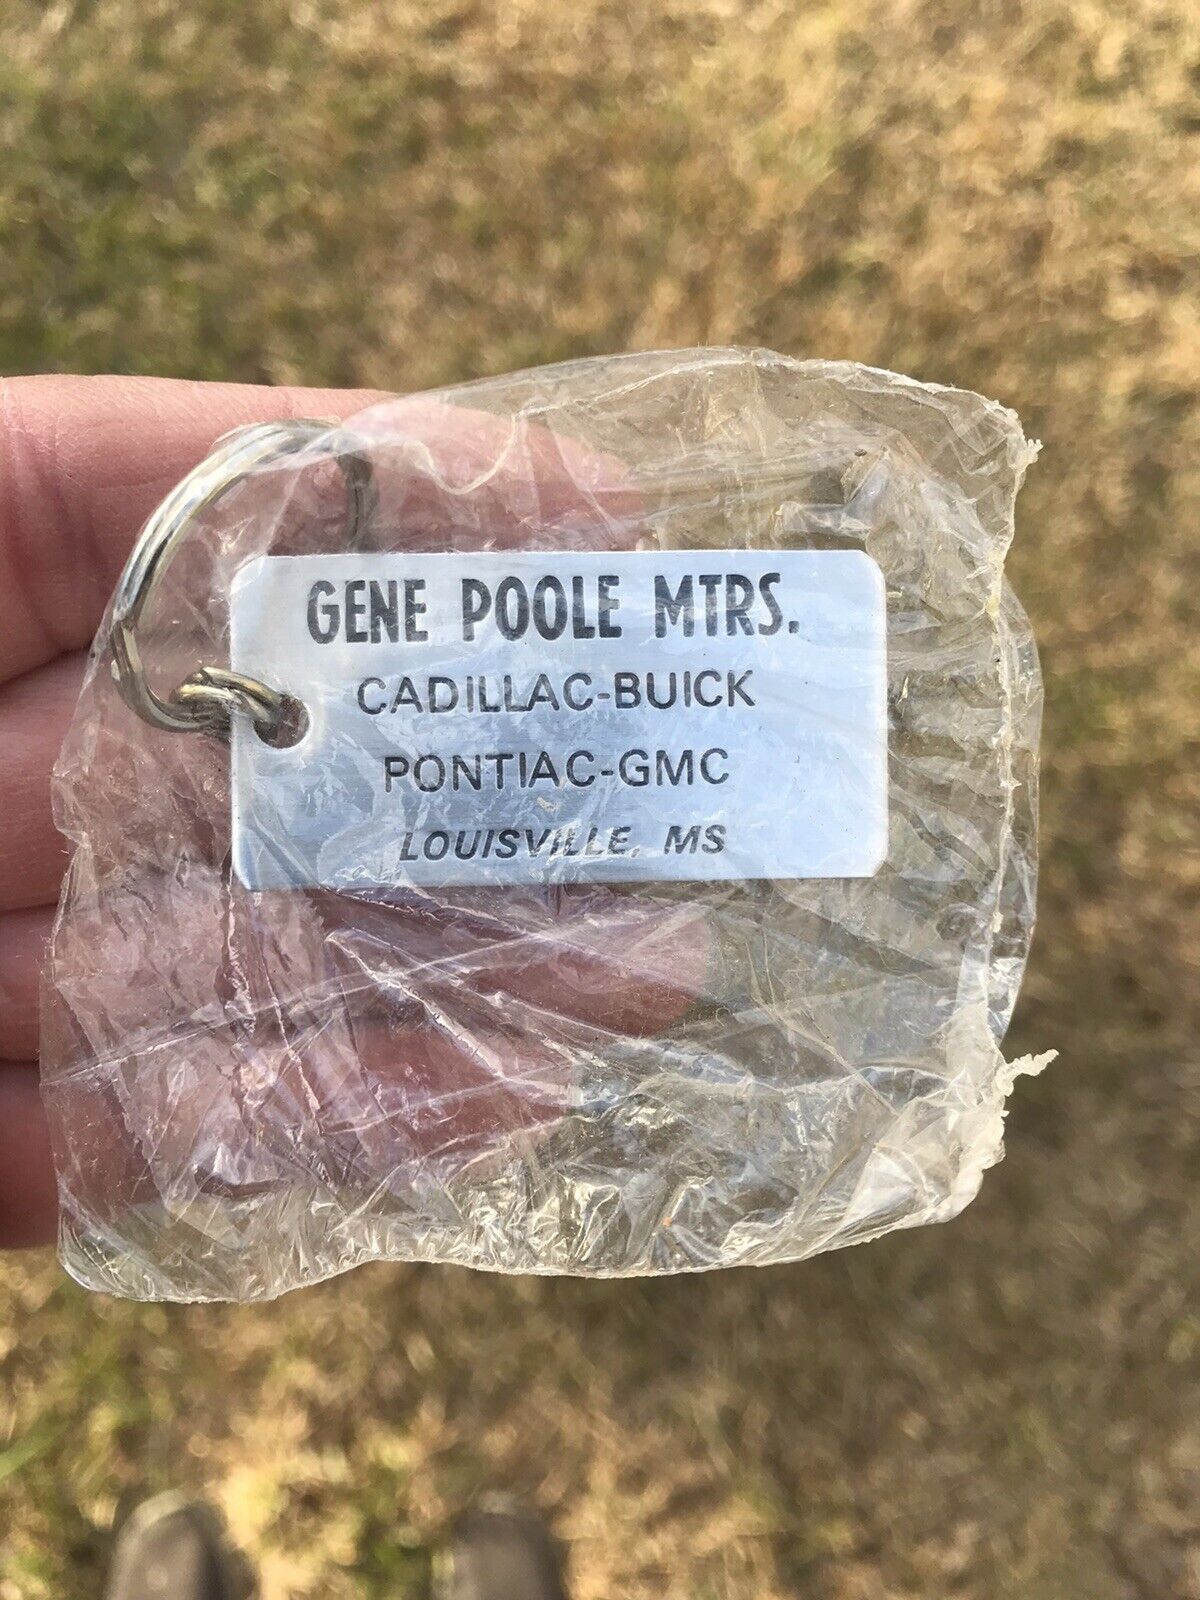 GENE POOLE MTRS.
CADILLAC-BUICK
PONTIAC-GMC
LOUISVILLE, MS